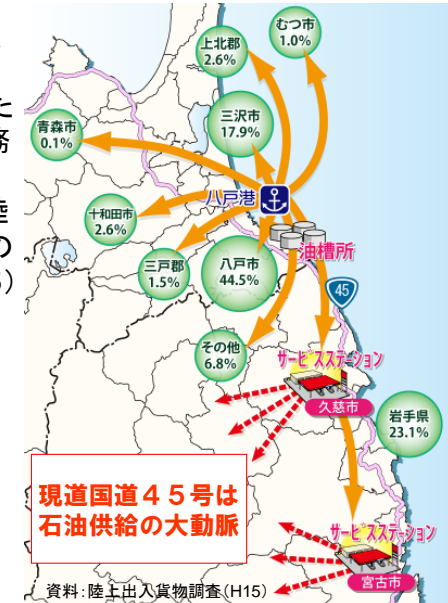 むつ市
1.0%
上北郡
2.6%
た
三沢市
17.9%
青森市
0.1%
務
八戸港
十和田市
2.6%
陸
の
油槽所
三戸郡
1.5%
八戸市
44.5%
)
45
その他
6.8%
サービスステーション
久慈市
岩手県
23.1%
現道国道45号は
石油供給の大動脈
サービスステーション
宮古市
資料:陸上出入貨物調査(H15)